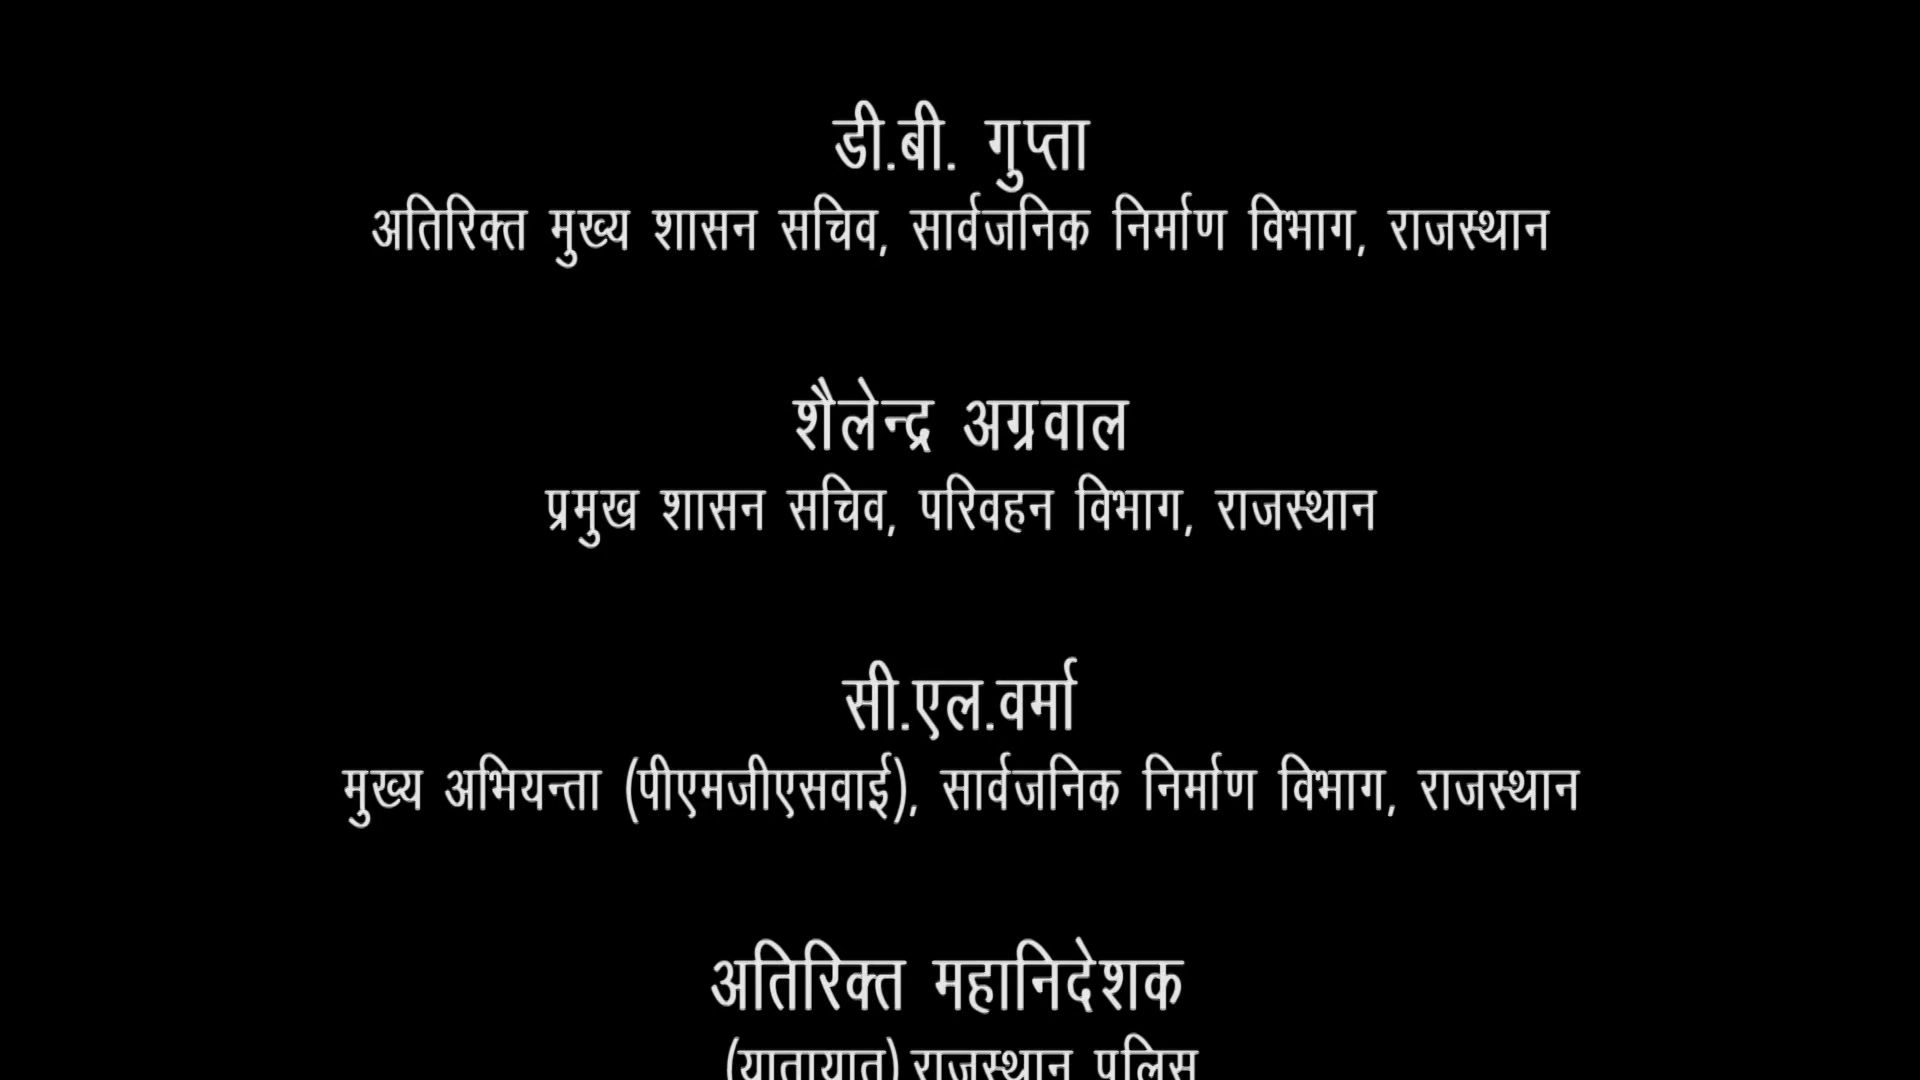 डी.बी. गुप्ता
अतिरिक्त मुख्य शासन सचिव, सार्वजनिक निर्माण विभाग, राजस्थान
शैलेन्द्र अग्रवाल
प्रमुख शासन सचिव, परिवहन विभाग, राजस्थान
सी.एल.वर्मा
मुख्य अभियन्ता (पीएमजीएसवाई), सार्वजनिक निर्माण विभाग, राजस्थान
अतिरिक्त महानिदेशक
(यातायात) राजस्थान पुलिस